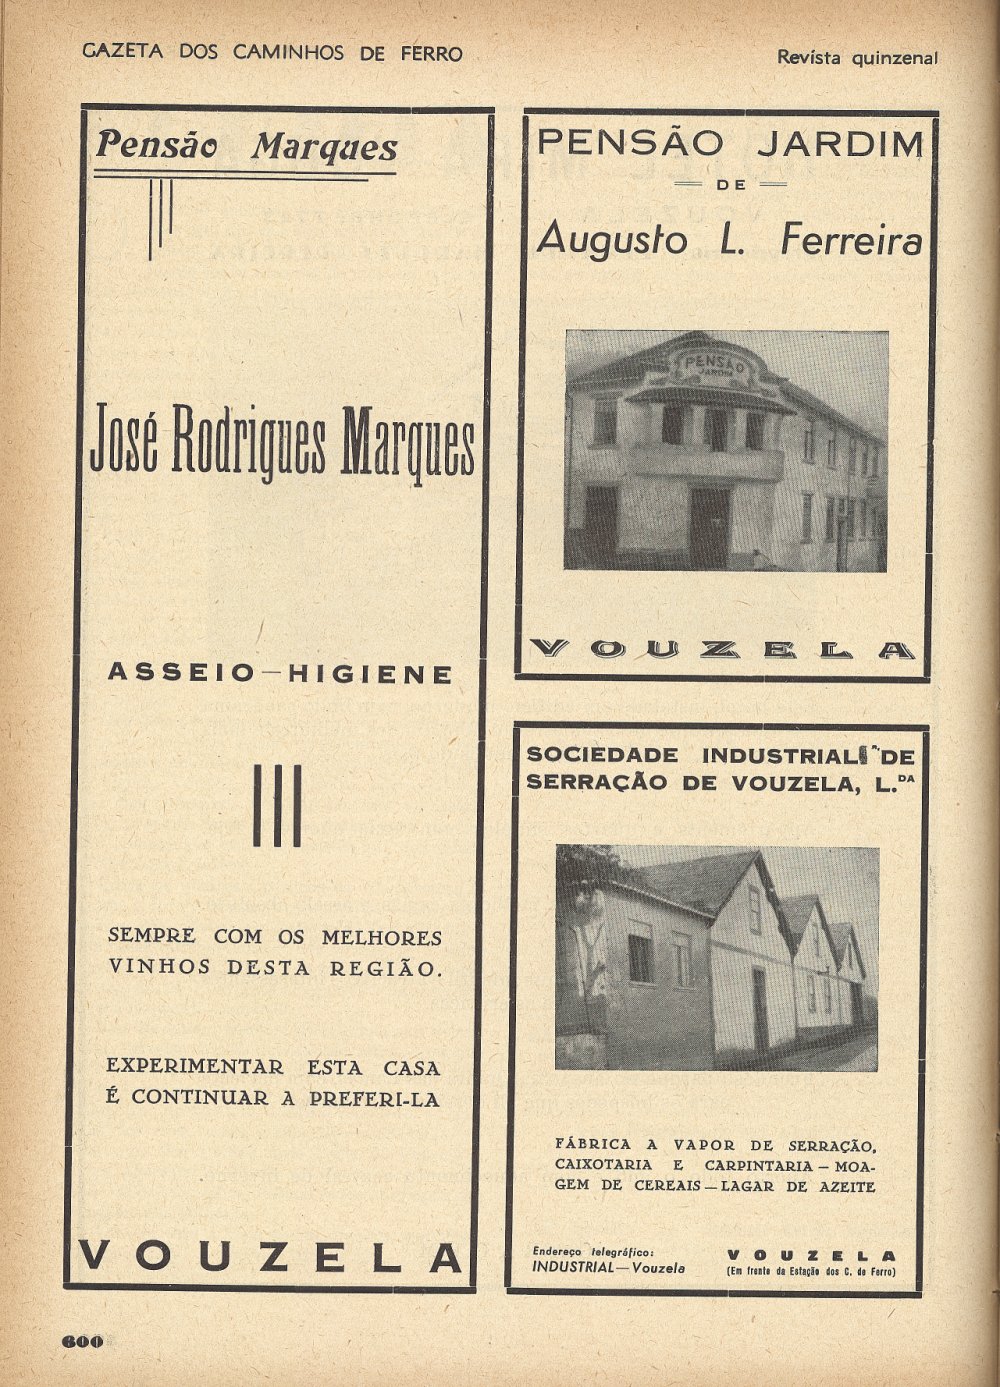 GAZETA DOS CAMINHOS DE FERRO
Revista quinzenal
Pensão Marques
José Rodrigues Marques
ASSEIO—HIGIENE
SEMPRE COM OS MELHORES
VINHOS DESTA REGIÃO.
EXPERIMENTAR ESTA CASA
É CONTINUAR A PREFERI-LA
VOUZELA
PENSÃO JARDIM
DE
Augusto L. Ferreira
PENSÃO
JARDIM
VOUZELA
SOCIEDADE INDUSTRIAL DE
SERRAÇÃO DE VOUZELA, L.DA
FÁBRICA A VAPOR DE SERRAÇÃO,
CAIXOTARIA E CARPINTARIA — MOA-
GEM DE CEREAIS — LAGAR DE AZEITE
Endereço telegráfico:
INDUSTRIAL—Vouzela
VOUZELA
(Em frente da Estação dos C. de Ferro)
600